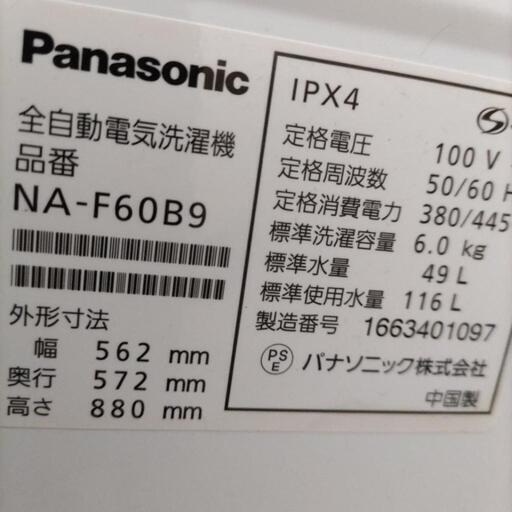 Panasonic
全自動電気洗濯機
品番
NA-F60B9
外形寸法
幅 562 mm
奥行 572 mm
高さ 880 mm
IPX4
定格電圧 100 V
定格周波数 50/60 H
定格消費電力 380/445
標準洗濯容量 6.0 kg
標準水量 49 L
標準使用水量 116 L
製造番号 1663401097
PS
E
パナソニック株式会社
中国製